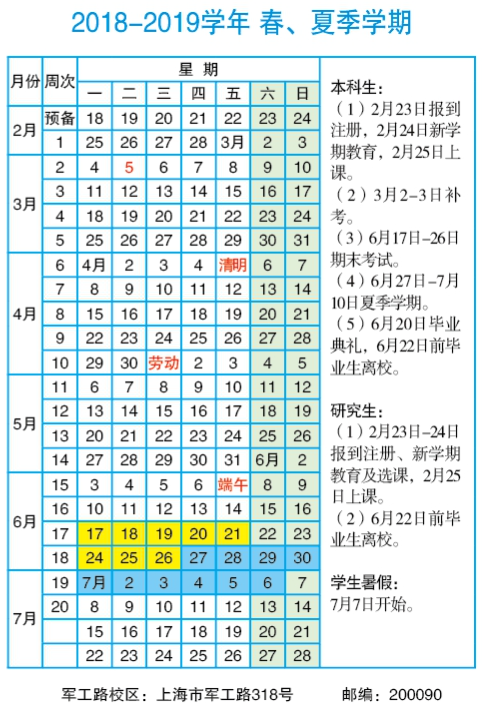 2018-2019学年 春、夏季学期
月份 周次 星 期
一 二 三 四 五 六 日
2月 预备 18 19 20 21 22 23 24
1 25 26 27 28 3月 2 3
3月 2 4 5 6 7 8 9 10
3 11 12 13 14 15 16 17
4 18 19 20 21 22 23 24
5 25 26 27 28 29 30 31
4月 6 4月 2 3 4 清明 6 7
7 8 9 10 11 12 13 14
8 15 16 17 18 19 20 21
9 22 23 24 25 26 27 28
10 29 30 劳动 2 3 4 5
5月 11 6 7 8 9 10 11 12
12 13 14 15 16 17 18 19
13 20 21 22 23 24 25 26
14 27 28 29 30 31 6月 2
6月 15 3 4 5 6 端午 8 9
16 10 11 12 13 14 15 16
17 17 18 19 20 21 22 23
18 24 25 26 27 28 29 30
7月 19 7月 2 3 4 5 6 7
20 8 9 10 11 12 13 14
15 16 17 18 19 20 21
22 23 24 25 26 27 28
本科生：
（1）2月23日报到
注册，2月24日新学
期教育，2月25日上
课。
（2）3月2-3日补
考。
（3）6月17日-26日
期末考试。
（4）6月27日-7月
10日夏季学期。
（5）6月20日毕业
典礼，6月22日前毕
业生离校。
研究生：
（1）2月23日-24日
报到注册、新学期
教育及选课，2月25
日上课。
（2）6月22日前毕
业生离校。
学生暑假：
7月7日开始。
军工路校区：上海市军工路318号 邮编：200090